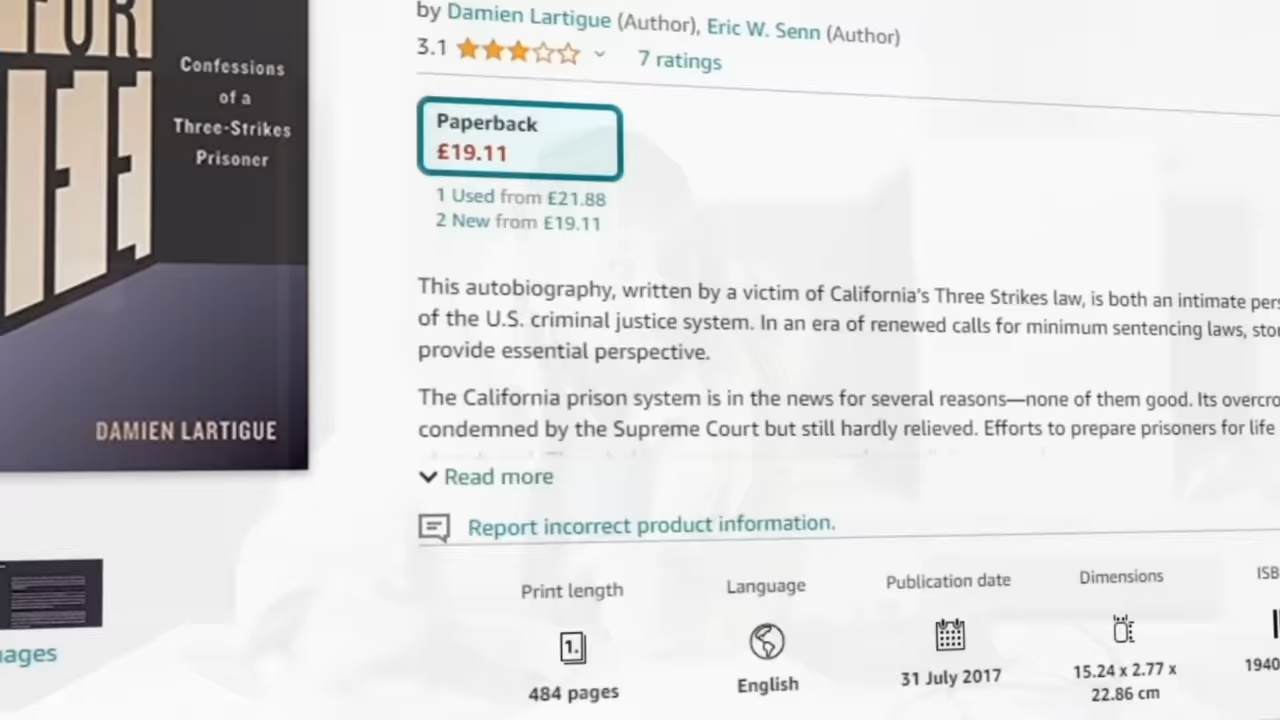 FOR
IFE
Confessions
of a
Three-Strikes
Prisoner
DAMIEN LARTIGUE
by Damien Lartigue (Author), Eric W. Senn (Author)
3.1
7 ratings
Paperback
£19.11
1 Used from £21.88
2 New from £19.11
This autobiography, written by a victim of California's Three Strikes law, is both an intimate pers
of the U.S. criminal justice system. In an era of renewed calls for minimum sentencing laws, stor
provide essential perspective.
The California prison system is in the news for several reasons—none of them good. Its overcro
condemned by the Supreme Court but still hardly relieved. Efforts to prepare prisoners for life
Read more
Report incorrect product information.
Print length
Language
Publication date
Dimensions
ISB
1.
484 pages
English
31 July 2017
15.24 x 2.77 x
22.86 cm
1940
ages